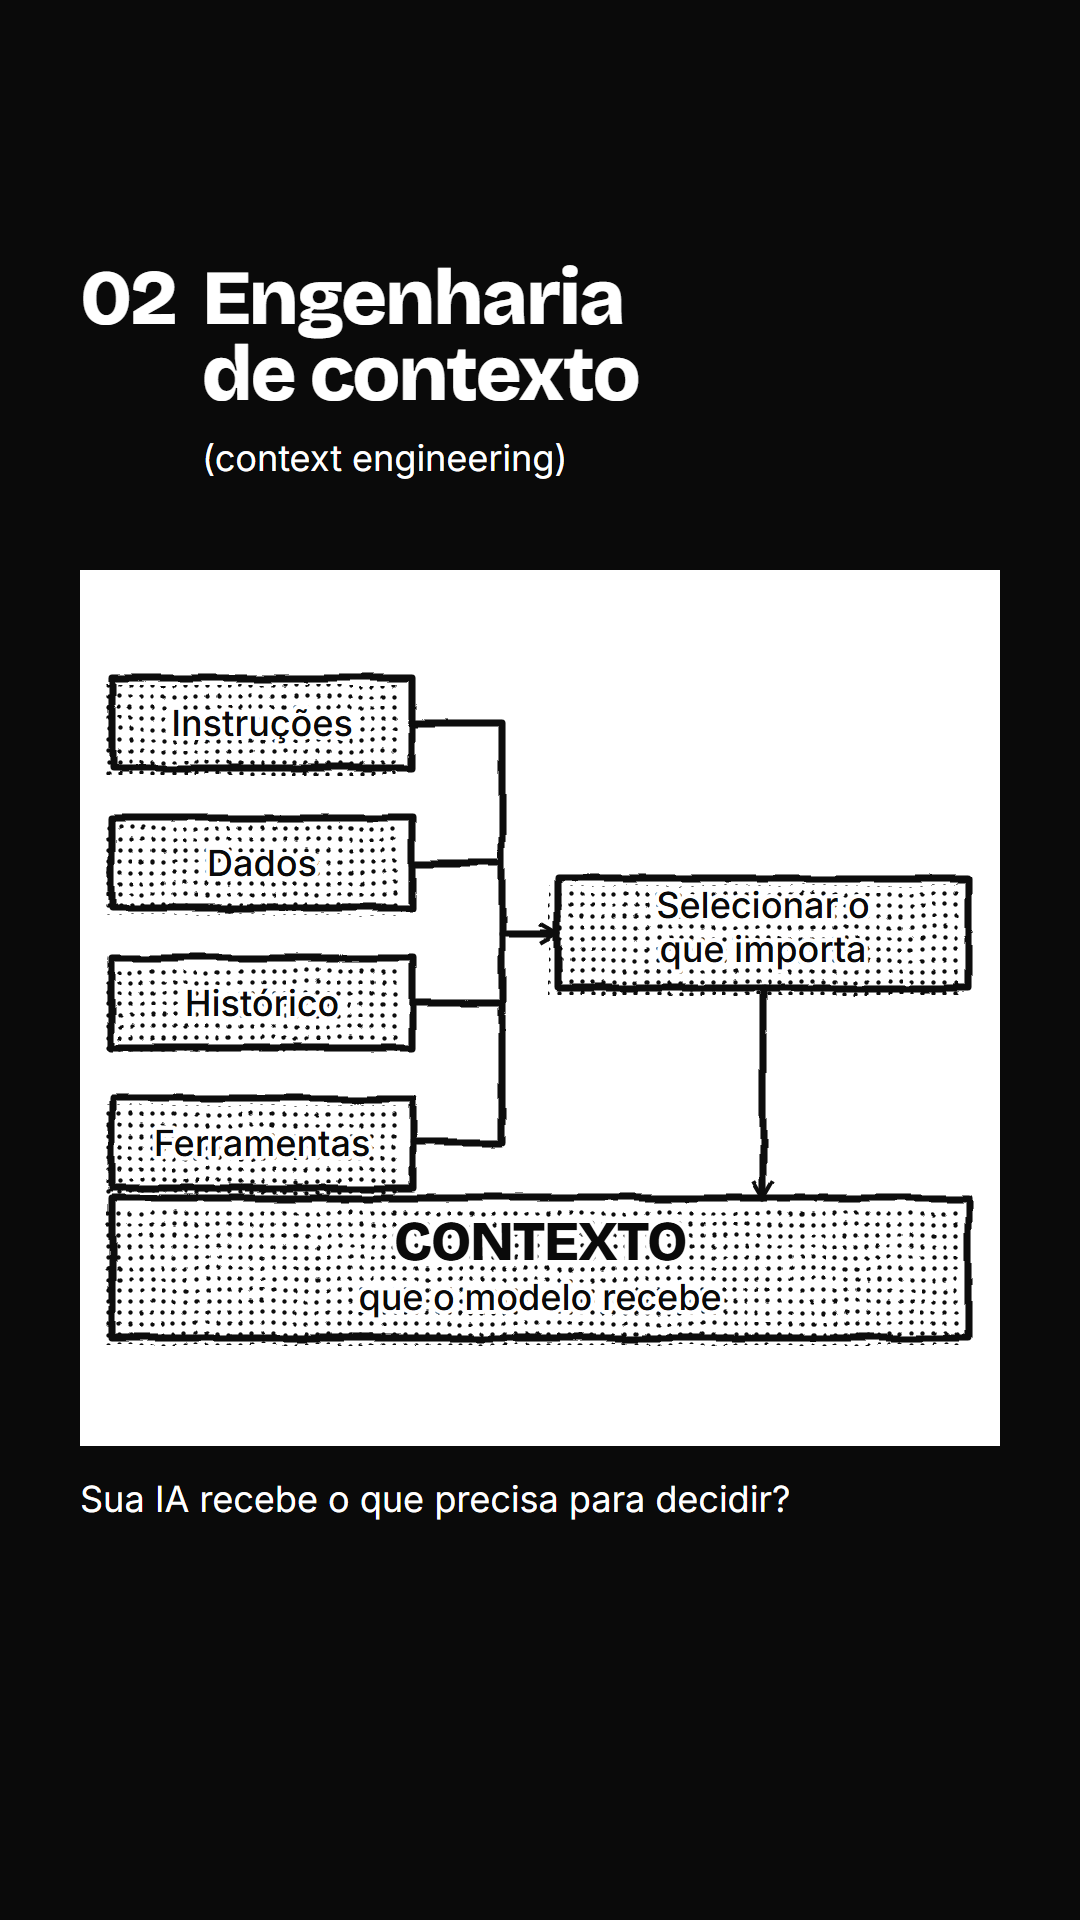 02 Engenharia
de contexto
(context engineering)
Instruções
Dados
Histórico
Ferramentas
Selecionar o
que importa
CONTEXTO
que o modelo recebe
Sua IA recebe o que precisa para decidir?